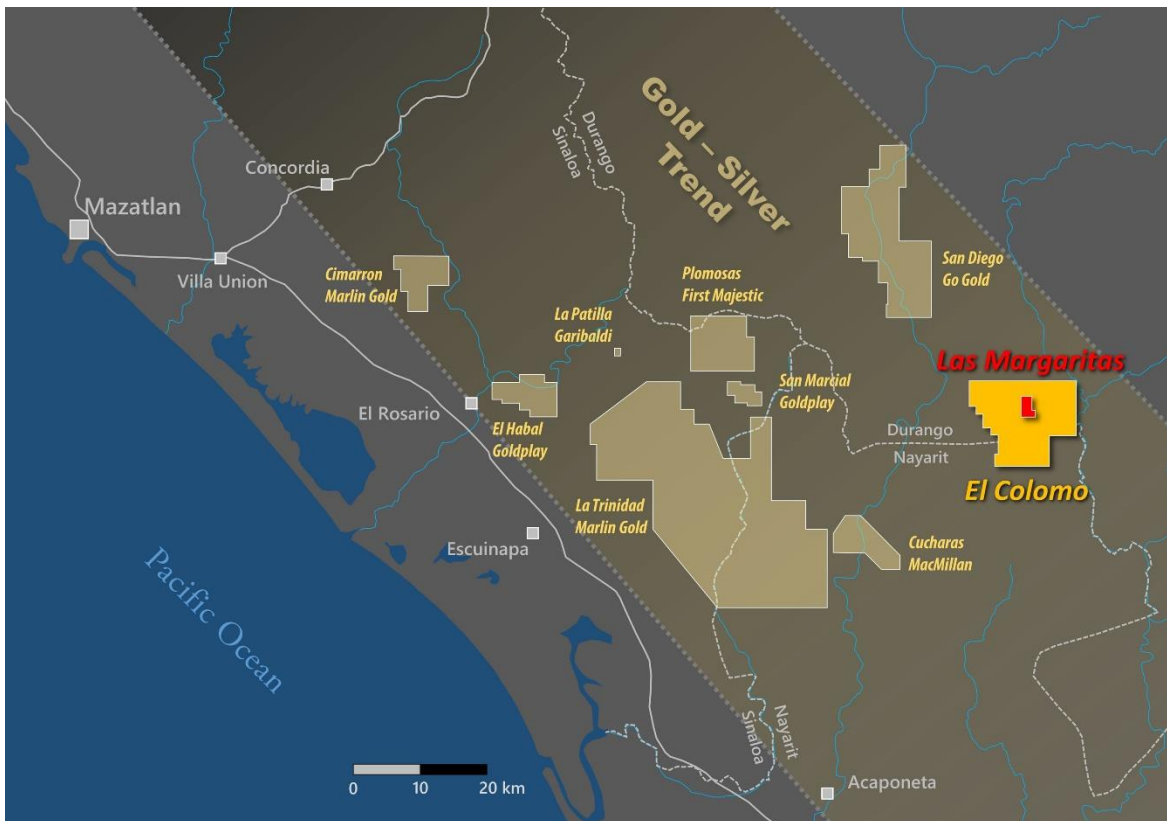 Gold – Silver
Trend
Durango
Sinaloa
Concordia
Mazatlan
Villa Union
Cimarron
Marlin Gold
San Diego
Go Gold
Plomosas
First Majestic
La Patilla
Garibaldi
Las Margaritas
San Marcial
Goldplay
El Rosario
El Habal
Goldplay
Durango
Nayarit
El Colomo
La Trinidad
Marlin Gold
Escuinapa
Cucharas
MacMillan
Pacific Ocean
Nayarit
Sinaloa
0 10 20 km
Acaponeta